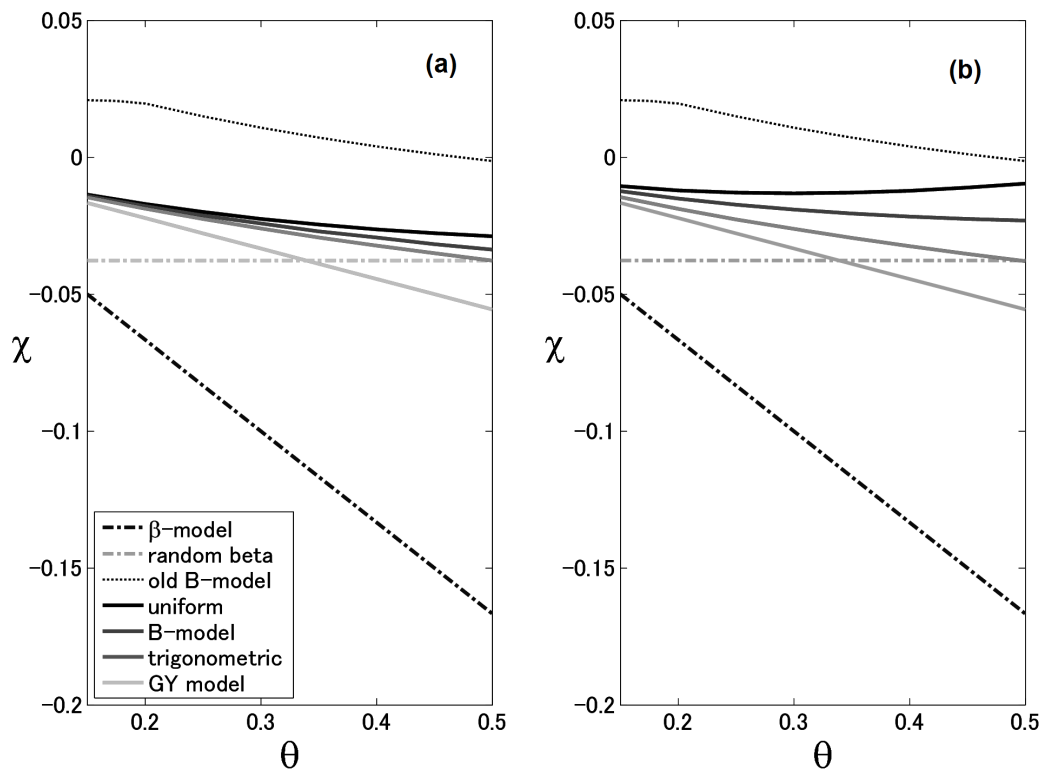 0.05
0
−0.05
−0.1
−0.15
−0.2
χ
(a)
β−model
random beta
old B−model
uniform
B−model
trigonometric
GY model
0.2 0.3 0.4 0.5
θ
0.05
0
−0.05
−0.1
−0.15
−0.2
χ
(b)
0.2 0.3 0.4 0.5
θ